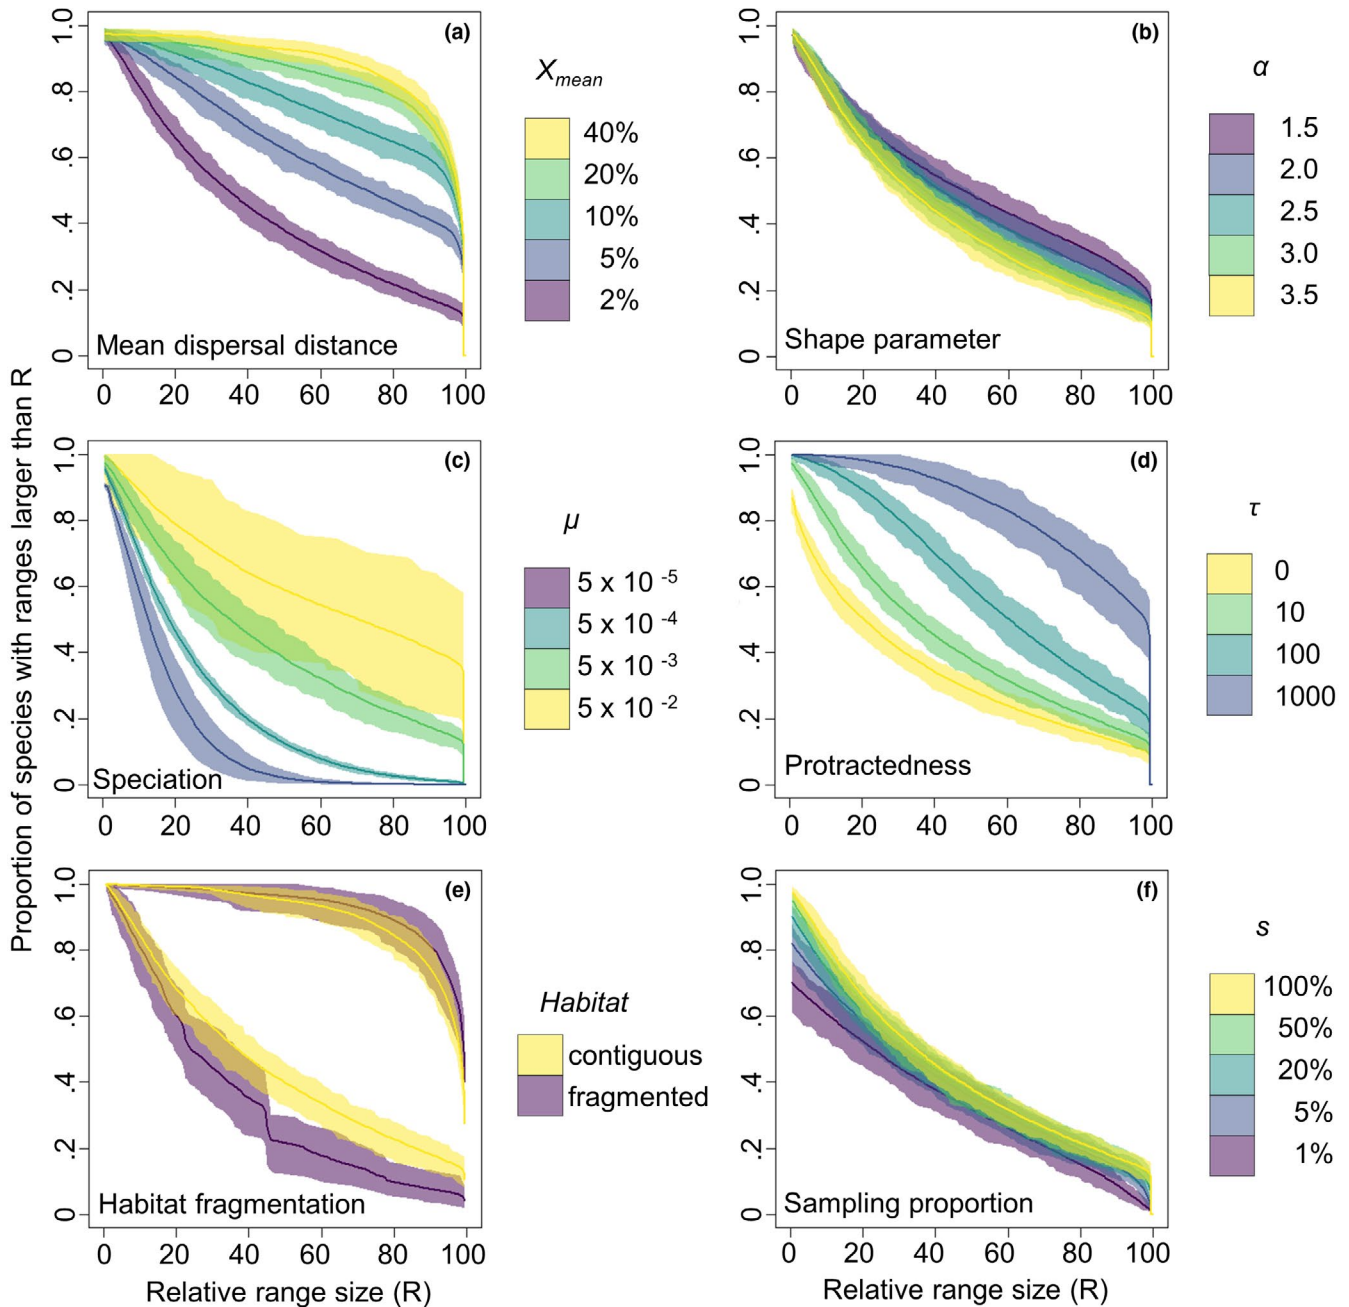 Proportion of species with ranges larger than R
(a)
1.0
.8
.6
.4
.2
0
Mean dispersal distance
0 20 40 60 80 100
X mean
40%
20%
10%
5%
2%
(b)
1.0
.8
.6
.4
.2
0
Shape parameter
0 20 40 60 80 100
α
1.5
2.0
2.5
3.0
3.5
(c)
1.0
.8
.6
.4
.2
0
Speciation
0 20 40 60 80 100
μ
5 x 10 -5
5 x 10 -4
5 x 10 -3
5 x 10 -2
(d)
1.0
.8
.6
.4
.2
0
Protractedness
0 20 40 60 80 100
τ
0
10
100
1000
(e)
1.0
.8
.6
.4
.2
0
Habitat fragmentation
0 20 40 60 80 100
Relative range size (R)
Habitat
contiguous
fragmented
(f)
1.0
.8
.6
.4
.2
0
Sampling proportion
0 20 40 60 80 100
Relative range size (R)
s
100%
50%
20%
5%
1%